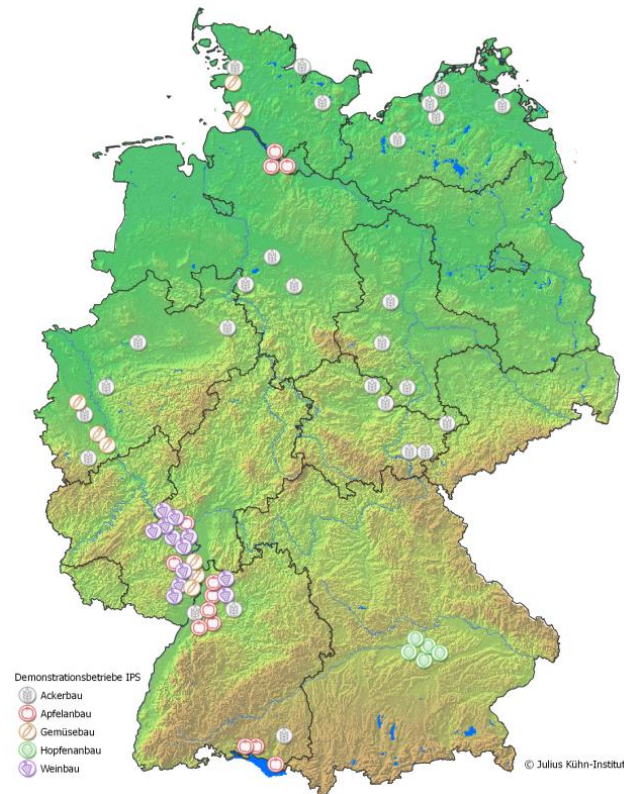 Demonstrationsbetriebe IPS
Ackerbau
Apfelanbau
Gemüsebau
Hopfenanbau
Weinbau
© Julius Kühn-Institut